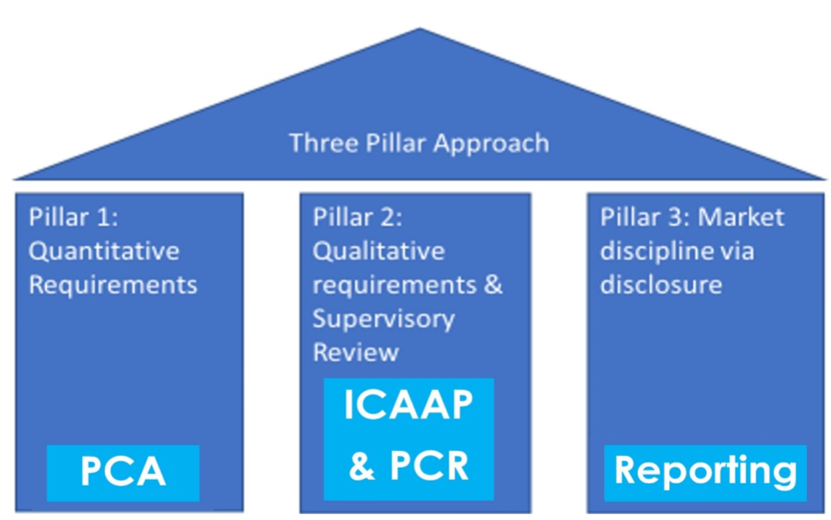 Three Pillar Approach
Pillar 1:
Quantitative
Requirements
PCA
Pillar 2:
Qualitative
requirements &
Supervisory
Review
ICAAP
& PCR
Pillar 3: Market
discipline via
disclosure
Reporting